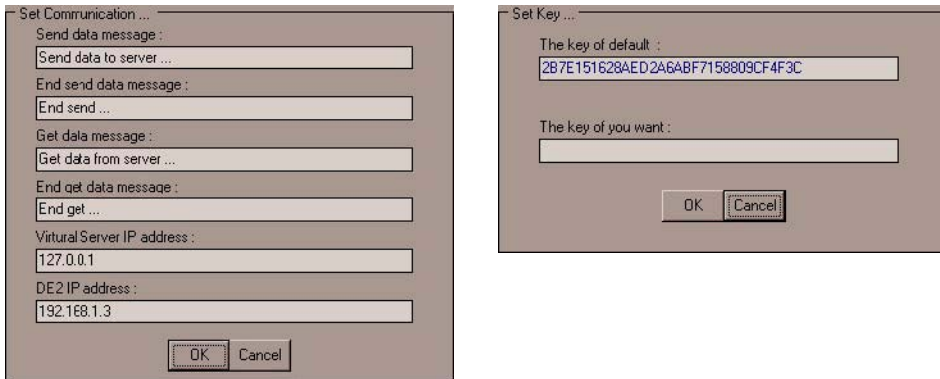 Set Communication ...
Send data message :
Send data to server ...
End send data message :
End send ...
Get data message :
Get data from server ...
End get data message :
End get ...
Virtural Server IP address :
127.0.0.1
DE2 IP address :
192.168.1.3
OK Cancel
Set Key ...
The key of default :
2B7E151628AED2A6ABF7158809CF4F3C
The key of you want :
OK Cancel